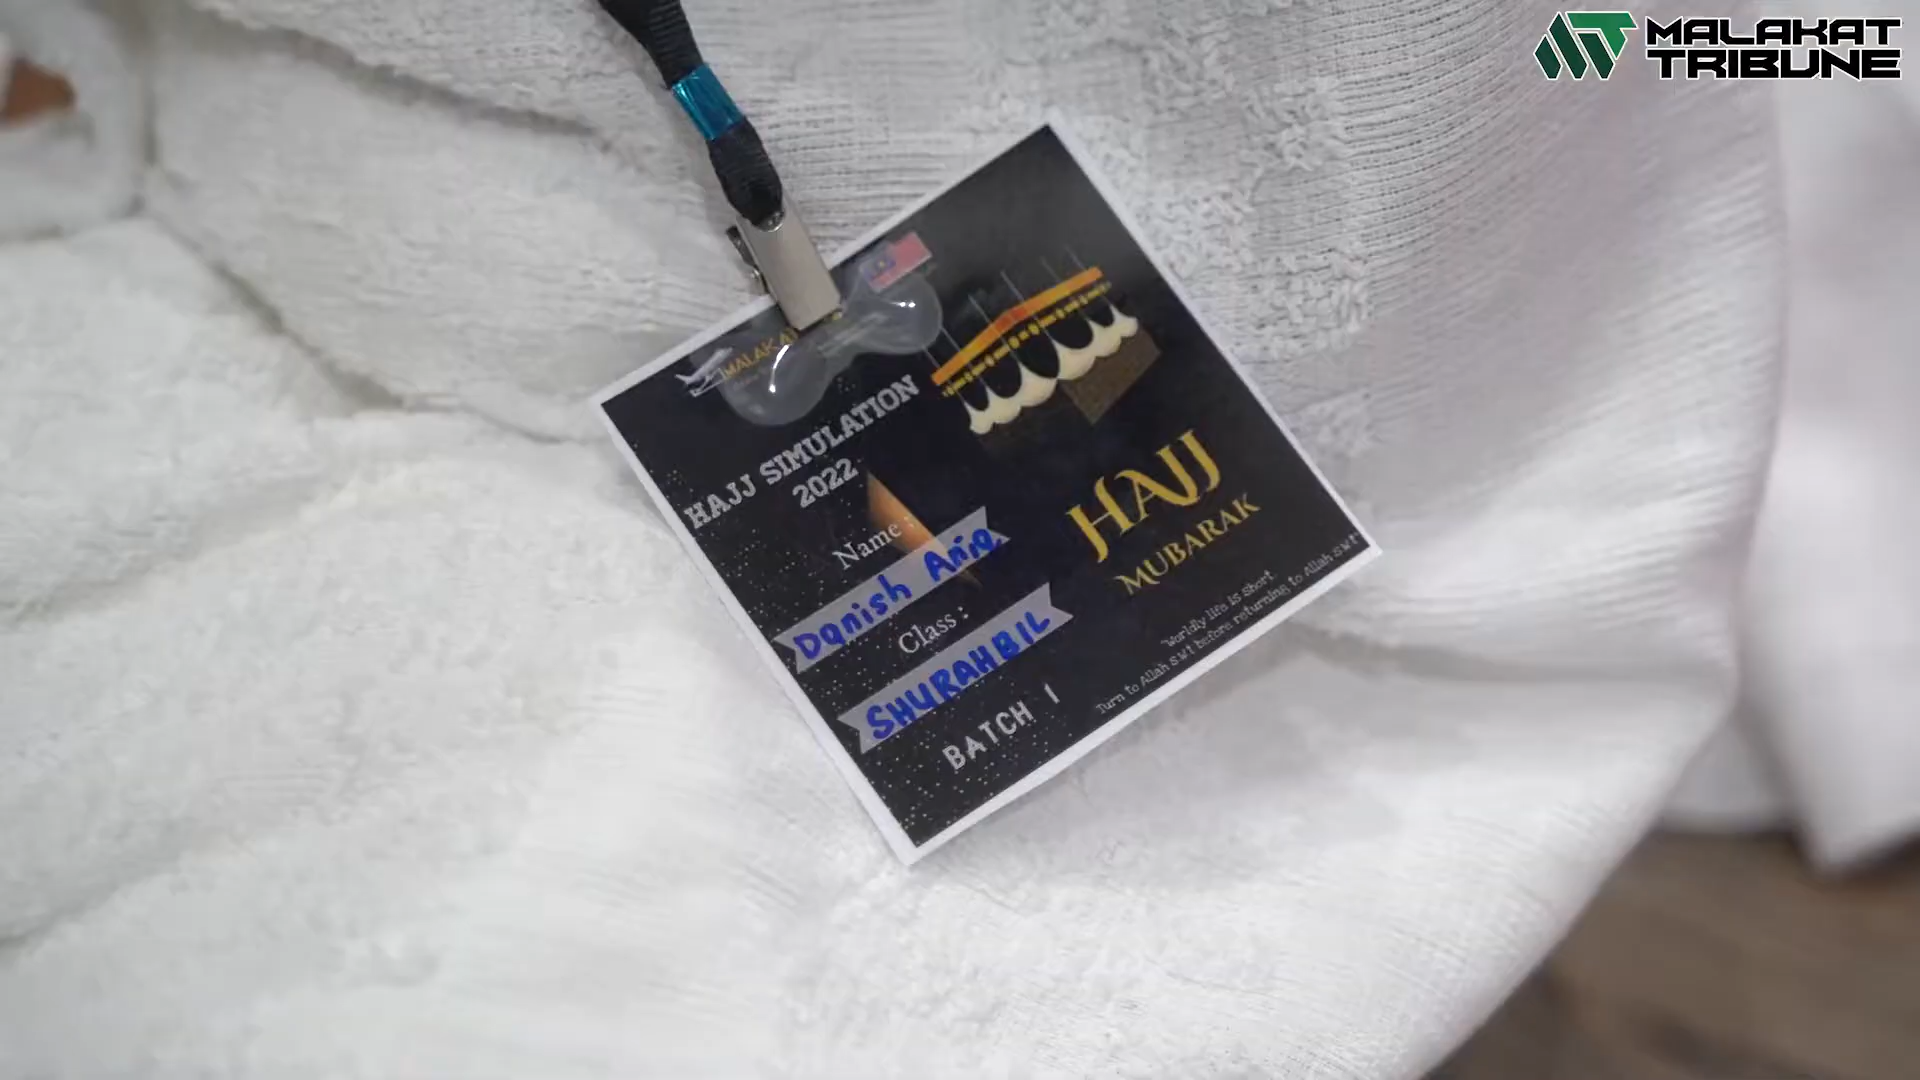 MALAKAT
TRIBUNE
MALAKA
HAJJ SIMULATION
2022
Name :
Danish
Class :
SHURAHBIL
BATCH 1
HAJJ
MUBARAK
"Worldly life is Short.
Turn to Allah S.W.T before returning to Allah S.W.T"